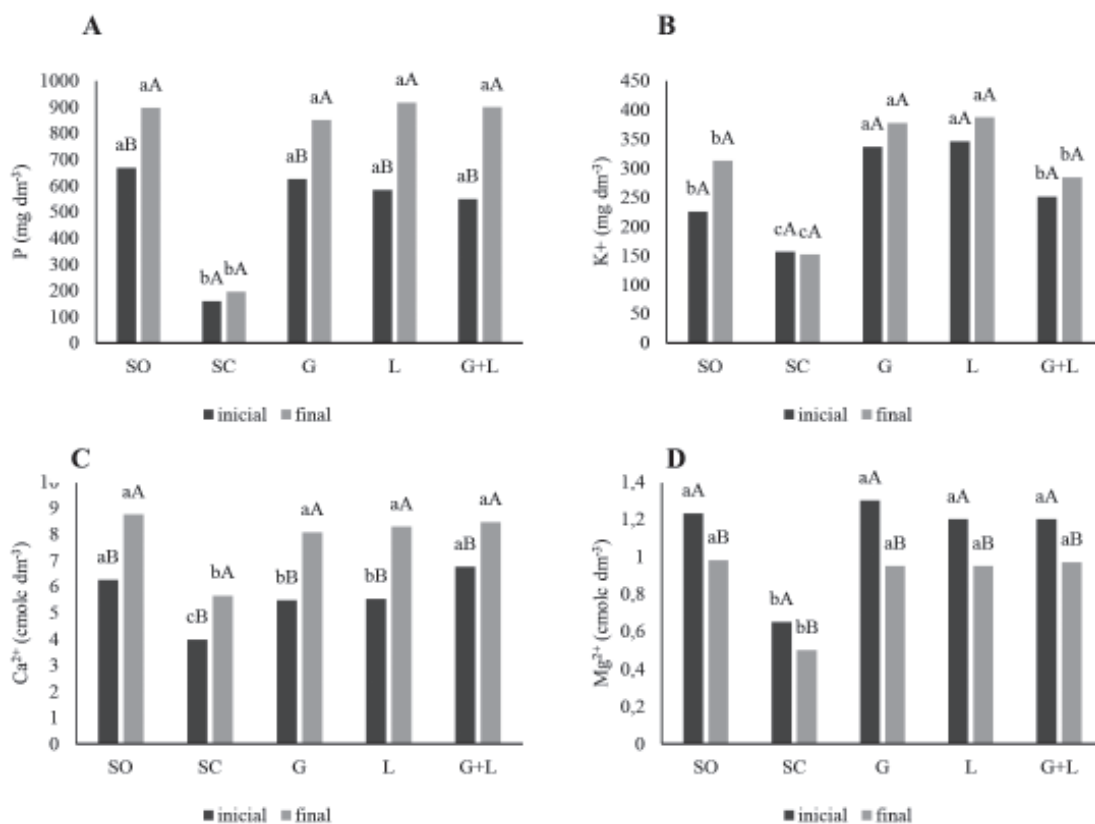 A
P (mg dm⁻³)
1000
900
800
700
600
500
400
300
200
100
0
aB aA
bA bA
aB aA
aB aA
aB aA
SO SC G L G+L
inicial final
B
K+ (mg dm⁻³)
450
400
350
300
250
200
150
100
50
0
bA bA
cA cA
aA aA
aA aA
bA bA
SO SC G L G+L
inicial final
C
Ca²⁺ (cmolc dm⁻³)
10
9
8
7
6
5
4
3
2
1
0
aB aA
cB bA
bB aA
bB aA
aB aA
SO SC G L G+L
inicial final
D
Mg²⁺ (cmolc dm⁻³)
1,4
1,2
1
0,8
0,6
0,4
0,2
0
aA aB
bA bB
aA aB
aA aB
aA aB
SO SC G L G+L
inicial final